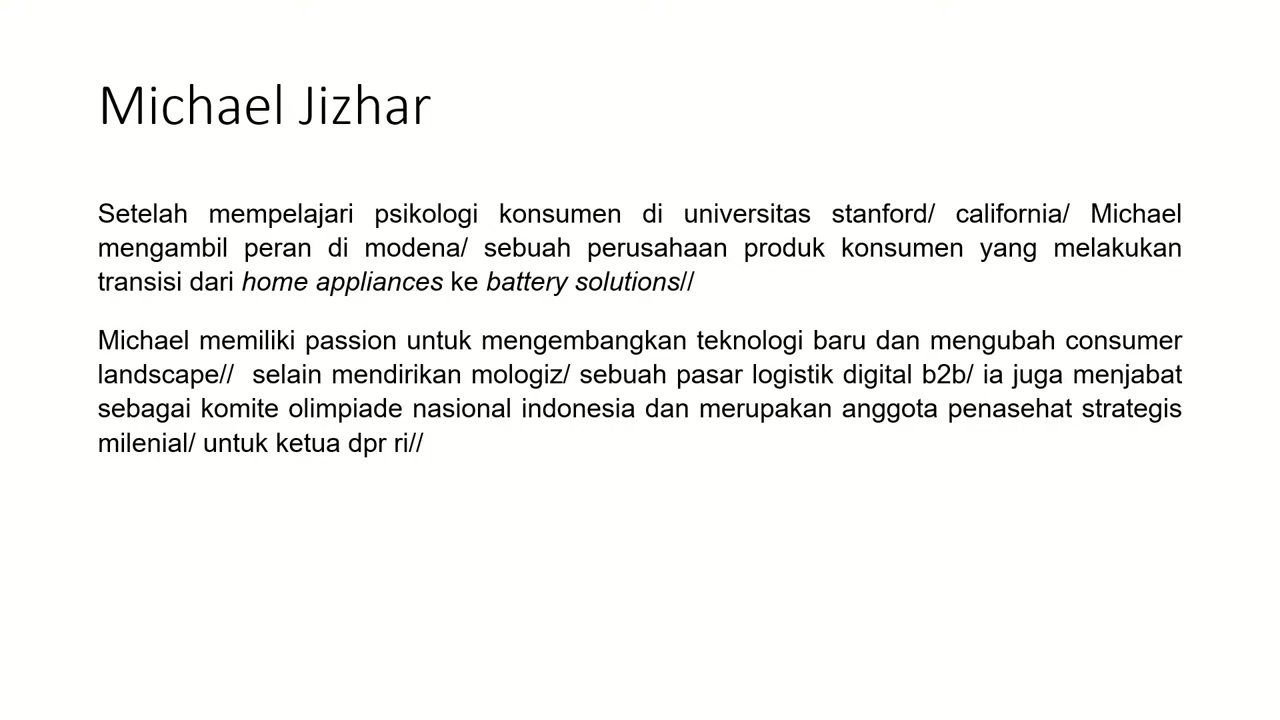 Michael Jizhar
Setelah mempelajari psikologi konsumen di universitas stanford/ california/ Michael
mengambil peran di modena/ sebuah perusahaan produk konsumen yang melakukan
transisi dari home appliances ke battery solutions//
Michael memiliki passion untuk mengembangkan teknologi baru dan mengubah consumer
landscape// selain mendirikan mologiz/ sebuah pasar logistik digital b2b/ ia juga menjabat
sebagai komite olimpiade nasional indonesia dan merupakan anggota penasehat strategis
milenial/ untuk ketua dpr ri//